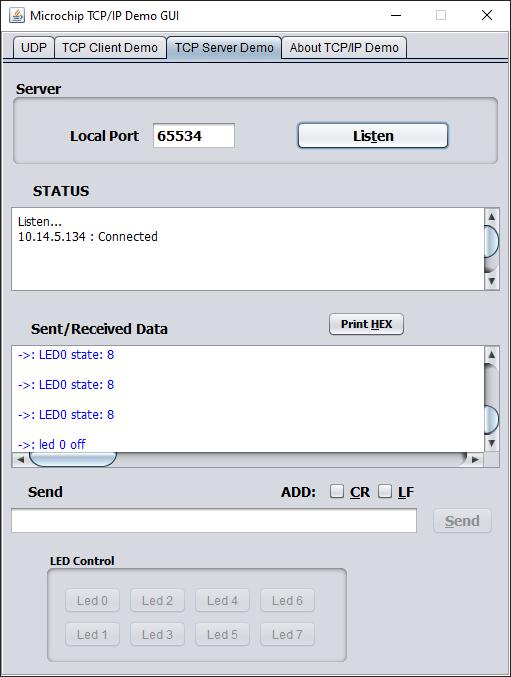 Microchip TCP/IP Demo GUI
UDP TCP Client Demo TCP Server Demo About TCP/IP Demo
Server
Local Port 65534 Listen
STATUS
Listen...
10.14.5.134 : Connected
Sent/Received Data Print HEX
->: LED0 state: 8
->: LED0 state: 8
->: LED0 state: 8
->: led 0 off
Send ADD: CR LF
Send
LED Control
Led 0 Led 2 Led 4 Led 6
Led 1 Led 3 Led 5 Led 7